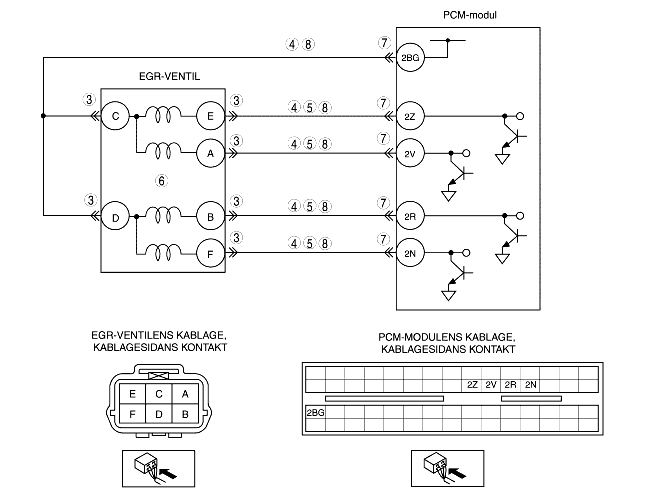 PCM-modul
4 8 7 2BG
EGR-VENTIL
3 C E 3 4 5 8 7 2Z
A 3 4 5 8 7 2V
6
3 D B 3 4 5 8 7 2R
F 3 4 5 8 7 2N
EGR-VENTILENS KABLAGE,
KABLAGESIDANS KONTAKT
E C A
F D B
PCM-MODULENS KABLAGE,
KABLAGESIDANS KONTAKT
2Z 2V 2R 2N
2BG